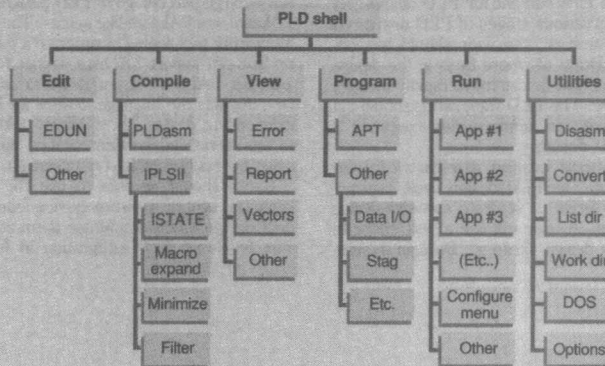 PLD shell
Edit
Compile
View
Program
Run
Utilities
EDUN
Other
PLDasm
IPLSII
ISTATE
Macro
expand
Minimize
Filter
Error
Report
Vectors
Other
APT
Other
Data I/O
Stag
Etc.
App #1
App #2
App #3
(Etc..)
Configure
menu
Other
Disasm
Convert
List dir
Work dir
DOS
Options